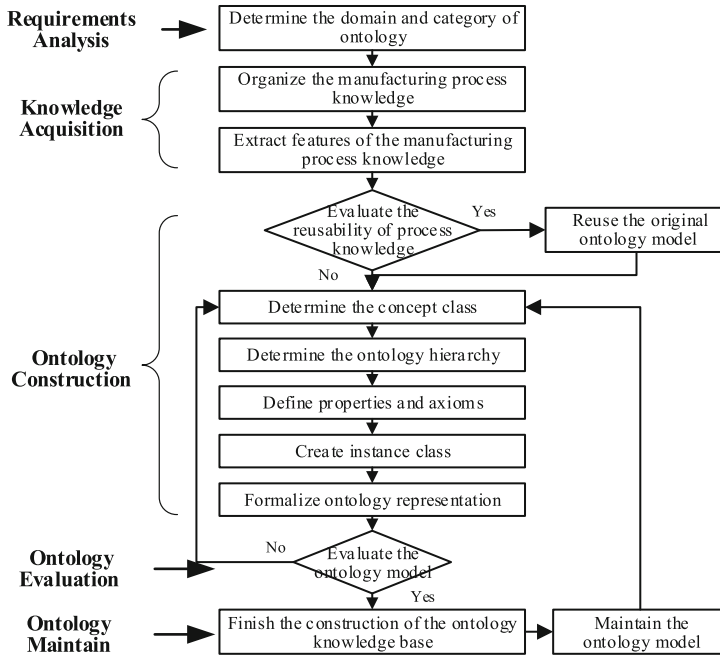 Requirements
Analysis
Determine the domain and category of
ontology
Knowledge
Acquisition
Organize the manufacturing process
knowledge
Extract features of the manufacturing
process knowledge
Ontology
Construction
Evaluate the
reusability of process
knowledge
Yes
Reuse the original
ontology model
No
Determine the concept class
Determine the ontology hierarchy
Define properties and axioms
Create instance class
Formalize ontology representation
Ontology
Evaluation
No
Evaluate the
ontology model
Yes
Ontology
Maintain
Finish the construction of the ontology
knowledge base
Maintain the
ontology model